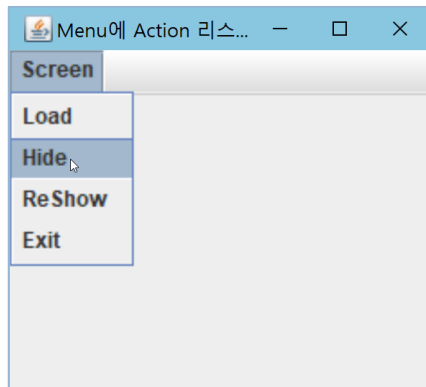 Menu에 Action 리스...
Screen
Load
Hide
ReShow
Exit